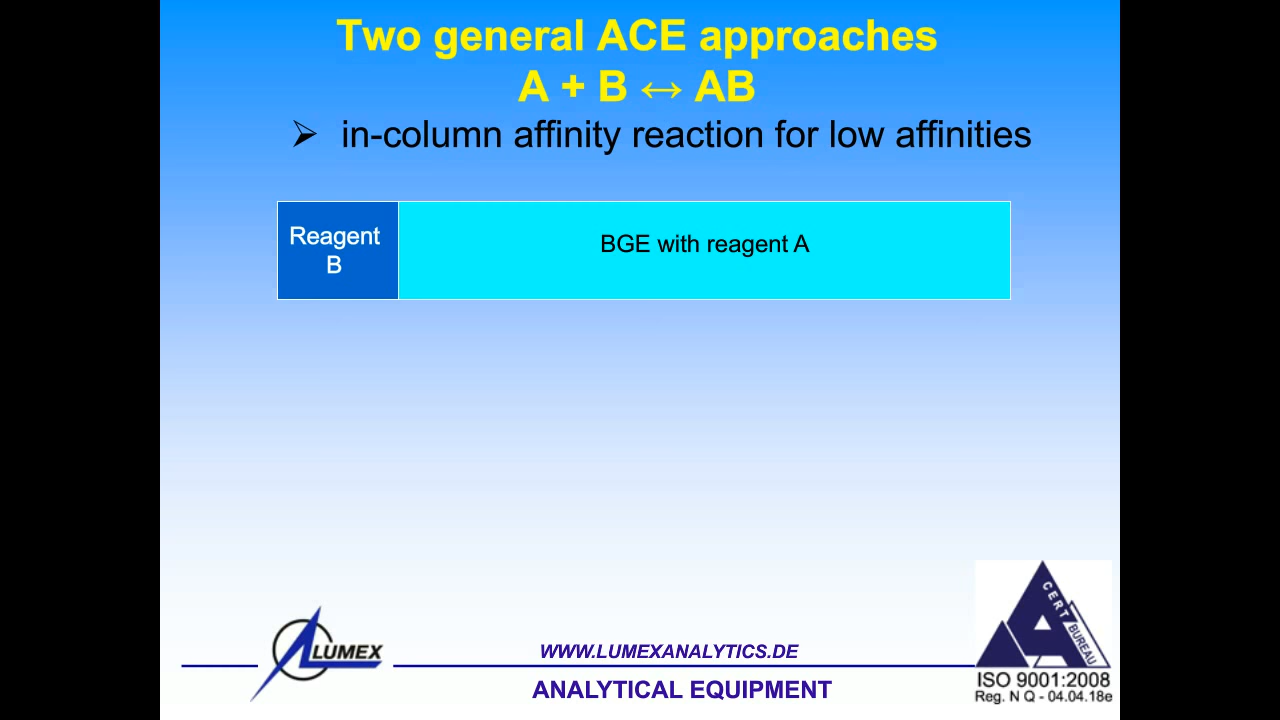 Two general ACE approaches
A + B ↔ AB
➢ in-column affinity reaction for low affinities
Reagent
B
BGE with reagent A
LUMEX
WWW.LUMEXANALYTICS.DE
ANALYTICAL EQUIPMENT
CERT
BUREAU
ISO 9001:2008
Reg. N Q - 04.04.18e